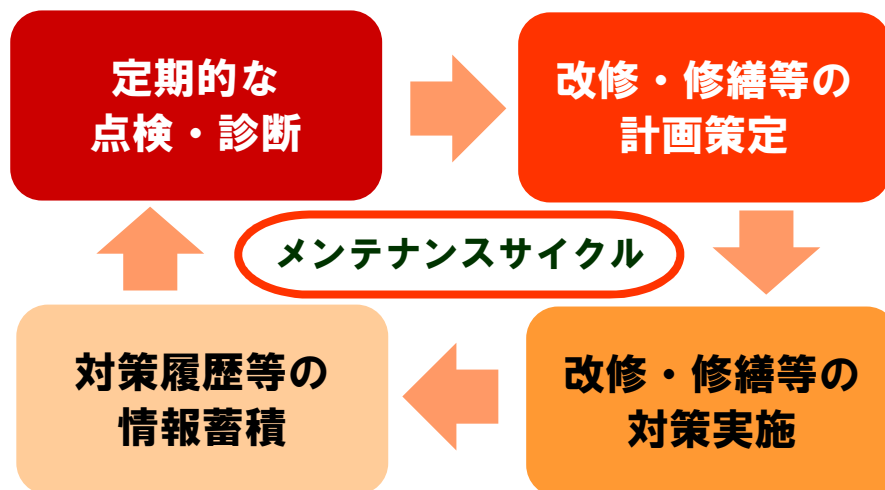 定期的な
点検・診断
改修・修繕等の
計画策定
メンテナンスサイクル
対策履歴等の
情報蓄積
改修・修繕等の
対策実施